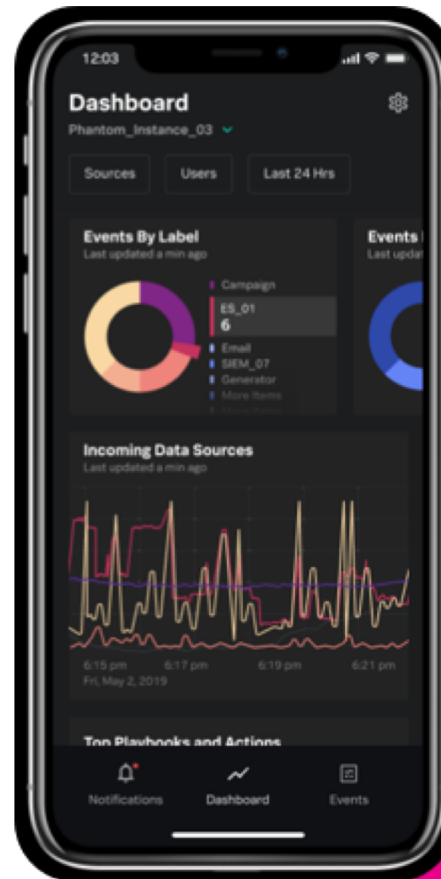 12:03
Dashboard
Phantom_Instance_03
Sources
Users
Last 24 Hrs
Events By Label
Last updated a min ago
Campaign
ES_01
6
Email
SIEM_07
Generator
More Items
Events
Last updat
Incoming Data Sources
Last updated a min ago
6:15 pm
6:17 pm
6:19 pm
6:21 pm
Fri, May 2, 2019
Top Playbooks and Actions
Notifications
Dashboard
Events